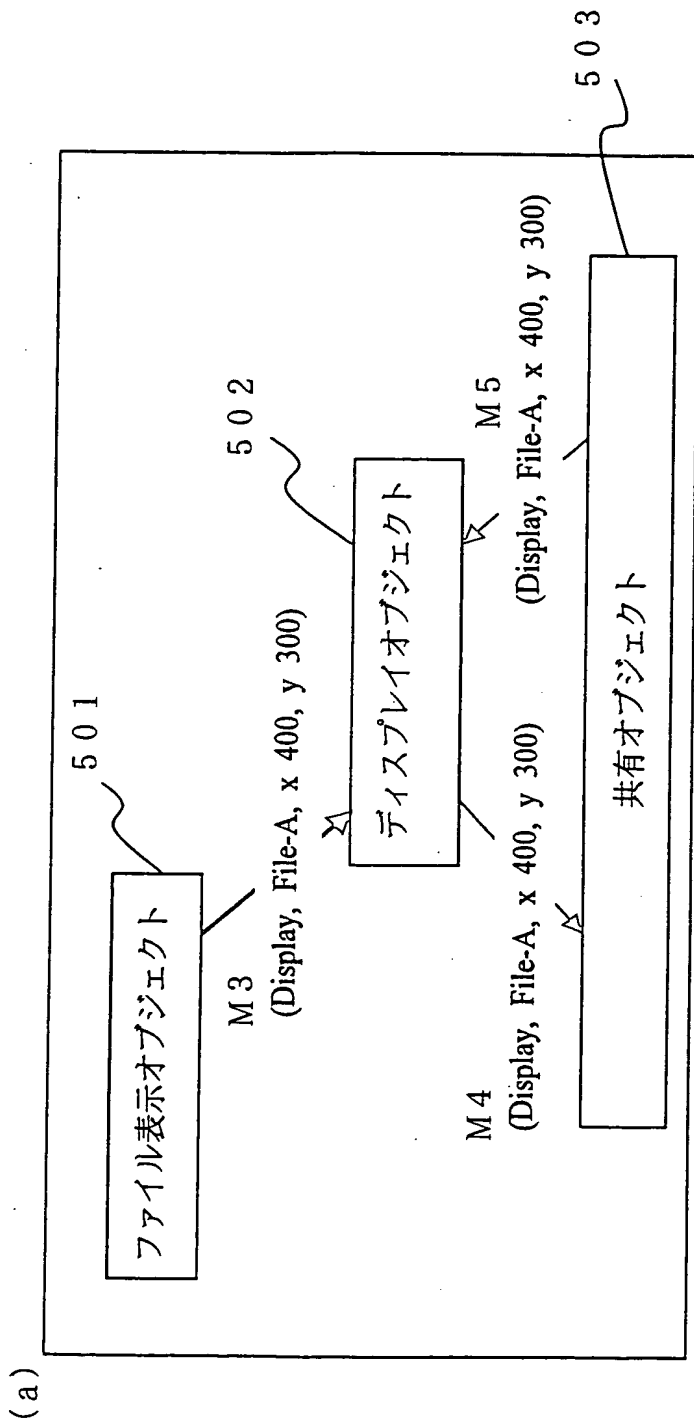 (a)
501
ファイル表示オブジェクト
M3
(Display, File-A, x 400, y 300)
502
ディスプレイオブジェクト
M4
(Display, File-A, x 400, y 300)
M5
(Display, File-A, x 400, y 300)
503
共有オブジェクト